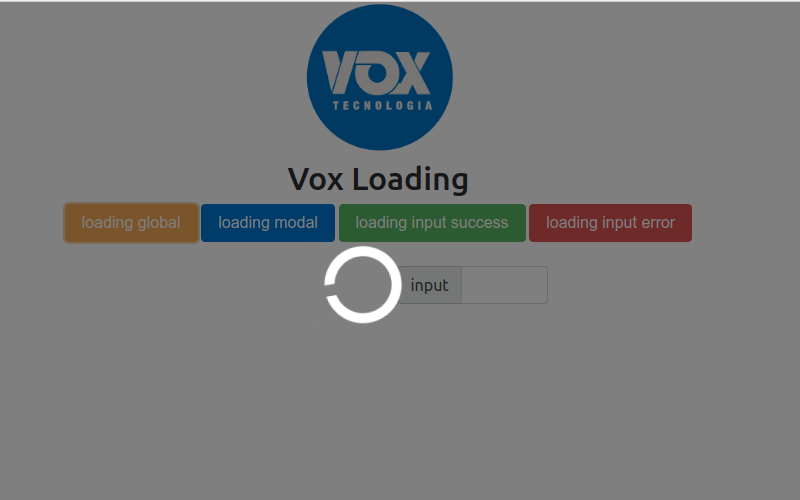 VOX
TECNOLOGIA
Vox Loading
loading global loading modal loading input success loading input error
input